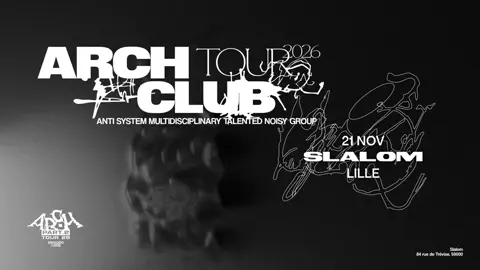 ARCH TOUR 2026
CLUB
ANTI SYSTEM MULTIDISCIPLINARY TALENTED NOISY GROUP
21 NOV
SLALOM
LILLE
ARCH
PART.2
TOUR 26
Slalom
84 rue de Trévise, 59000